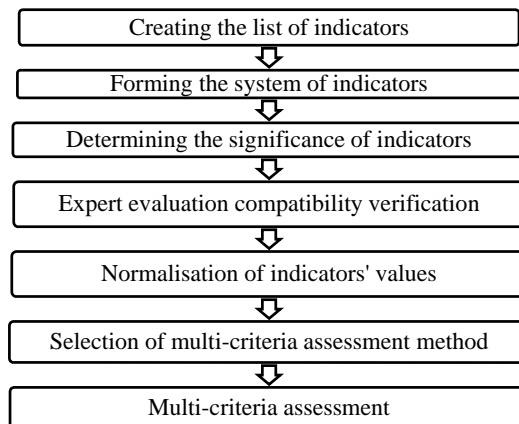 Creating the list of indicators
Forming the system of indicators
Determining the significance of indicators
Expert evaluation compatibility verification
Normalisation of indicators' values
Selection of multi-criteria assessment method
Multi-criteria assessment